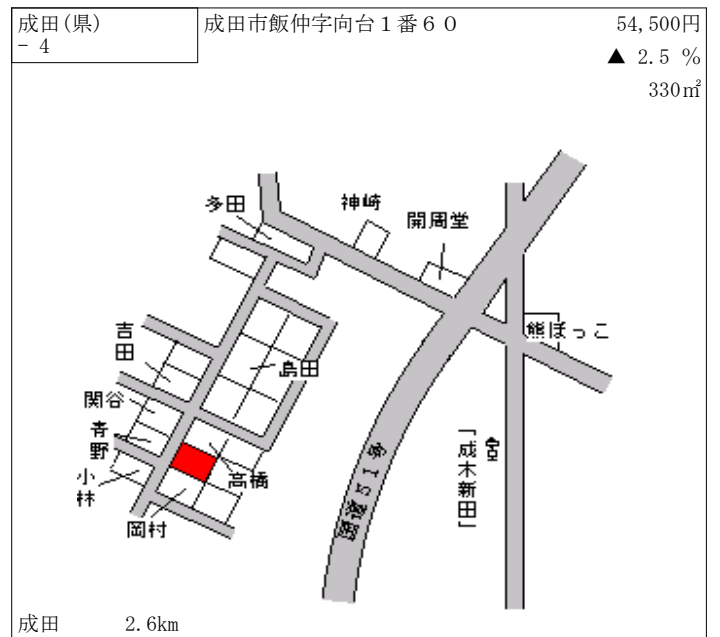 成田(県)
- 4
成田市飯仲字向台１番６０
54,500円
▲ 2.5 %
330㎡
多田
神崎
開周堂
熊ぼっこ
吉田
島田
関谷
青野
小林
高橋
岡村
国道５１号
「成木新田」
成田 2.6km